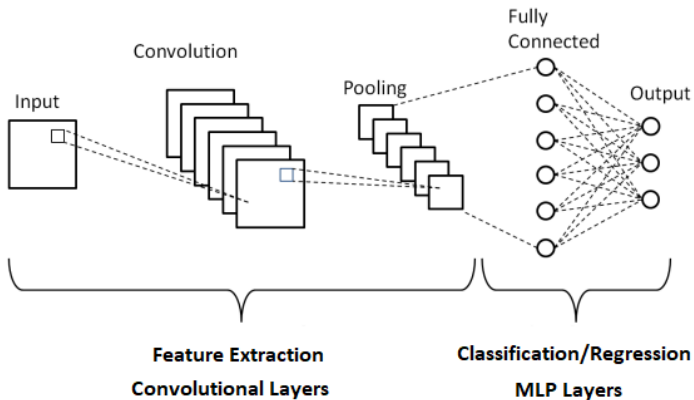 Input
Convolution
Pooling
Fully
Connected
Output
Feature Extraction
Convolutional Layers
Classification/Regression
MLP Layers